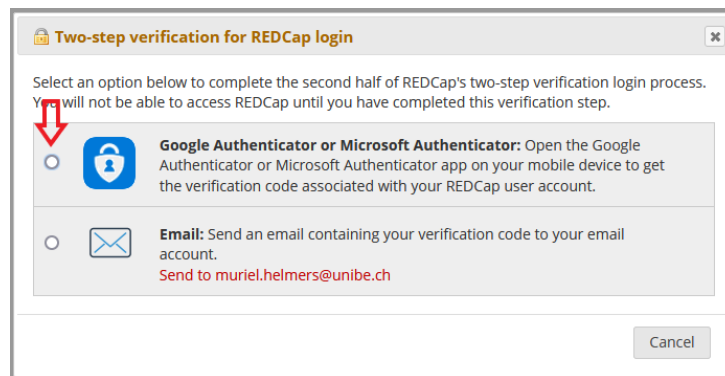 Two-step verification for REDCap login
Select an option below to complete the second half of REDCap's two-step verification login process.
You will not be able to access REDCap until you have completed this verification step.
Google Authenticator or Microsoft Authenticator: Open the Google
Authenticator or Microsoft Authenticator app on your mobile device to get
the verification code associated with your REDCap user account.
Email: Send an email containing your verification code to your email
account.
Send to muriel.helmers@unibe.ch
Cancel